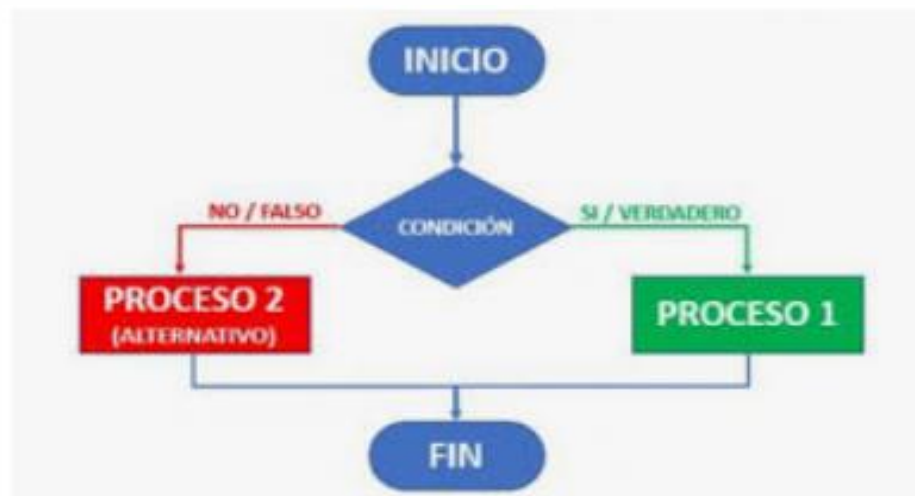 INICIO
CONDICIÓN
NO / FALSO
SI / VERDADERO
PROCESO 2
(ALTERNATIVO)
PROCESO 1
FIN